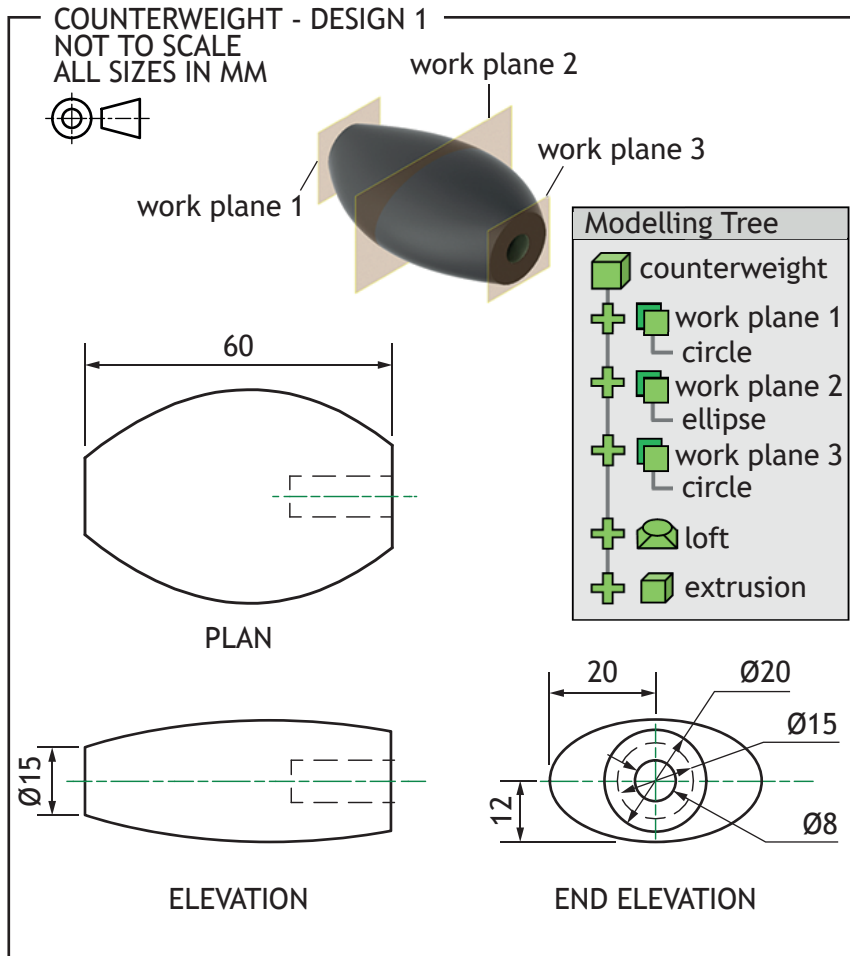 COUNTERWEIGHT - DESIGN 1
NOT TO SCALE
ALL SIZES IN MM
work plane 2
work plane 3
work plane 1
Modelling Tree
counterweight
work plane 1
circle
work plane 2
ellipse
work plane 3
circle
loft
extrusion
60
PLAN
20
Ø20
Ø15
Ø15
12
Ø8
ELEVATION
END ELEVATION